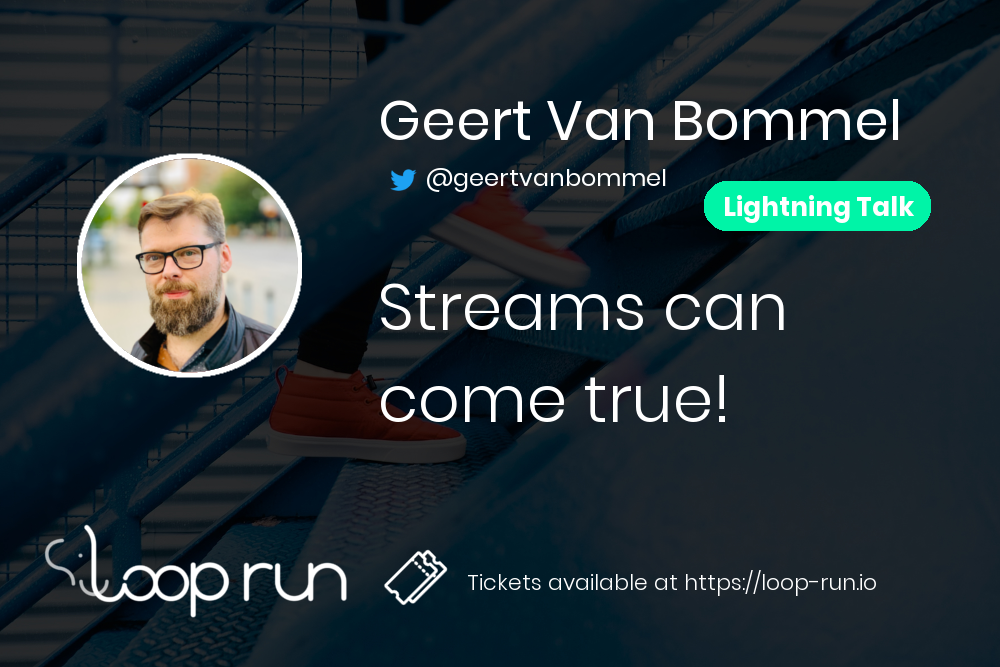 Geert Van Bommel
@geertvanbommel
Lightning Talk
Streams can
come true!
loop run
Tickets available at https://loop-run.io